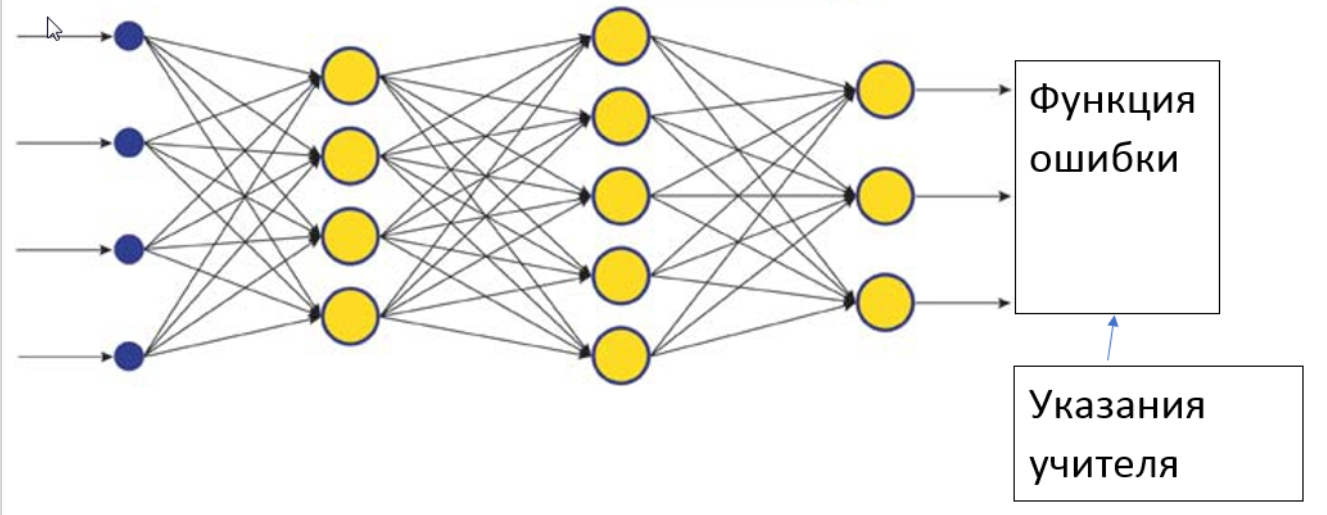 Функция
ошибки
Указания
учителя